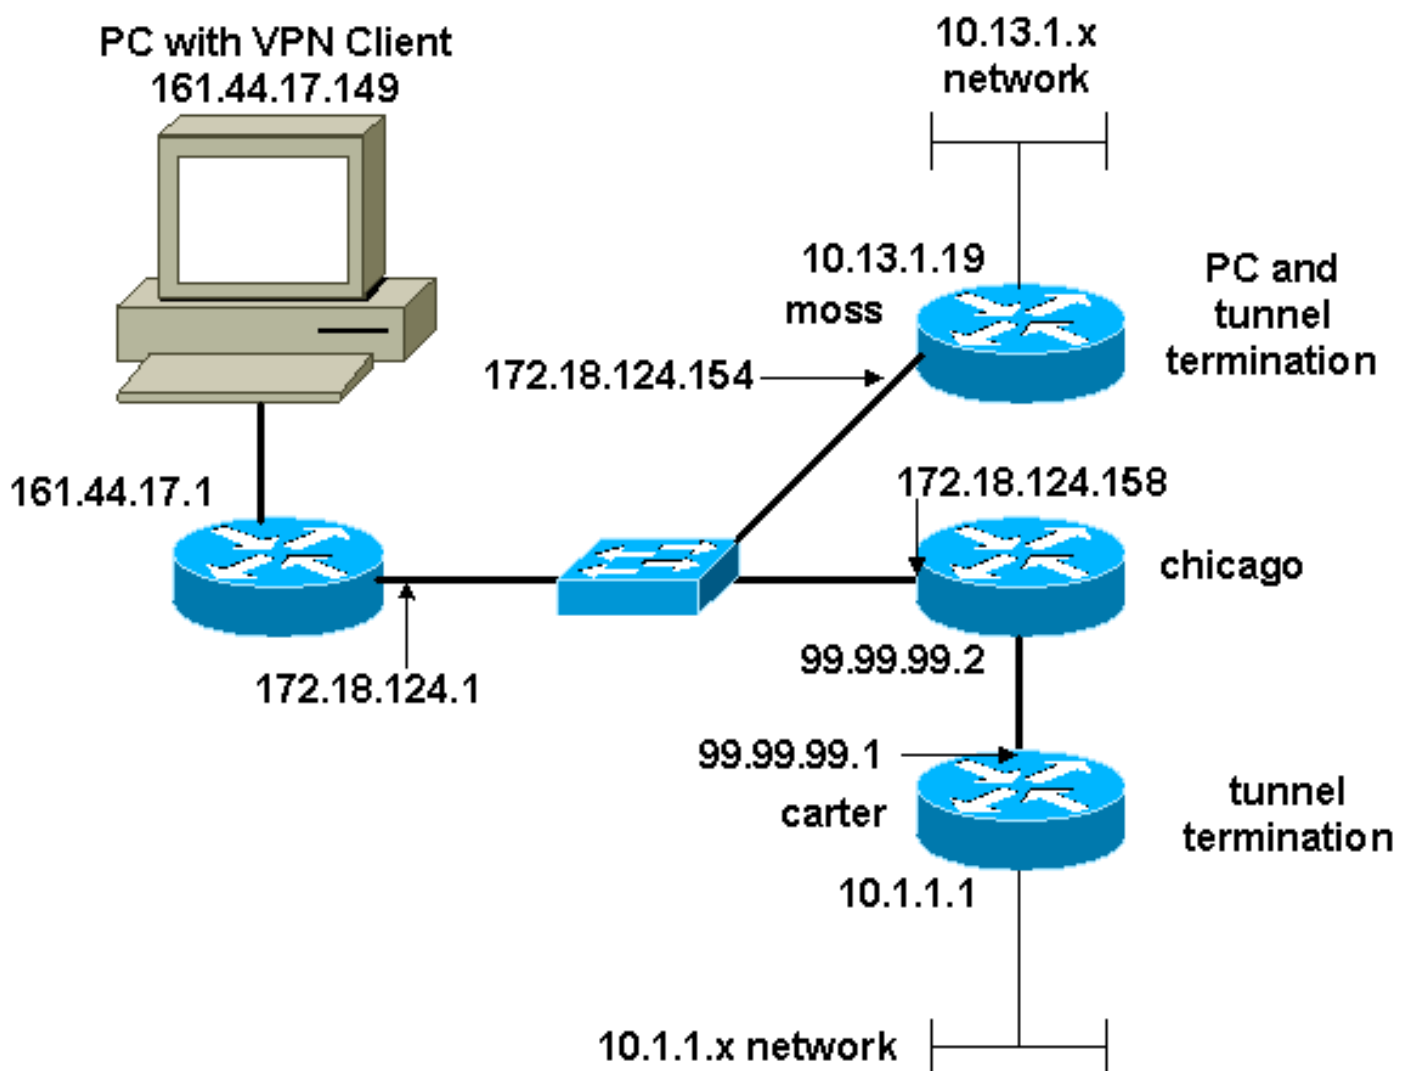 PC with VPN Client
161.44.17.149
10.13.1.x
network
10.13.1.19
moss
PC and
tunnel
termination
172.18.124.154
161.44.17.1
172.18.124.158
chicago
172.18.124.1
99.99.99.2
99.99.99.1
carter
tunnel
termination
10.1.1.1
10.1.1.x network